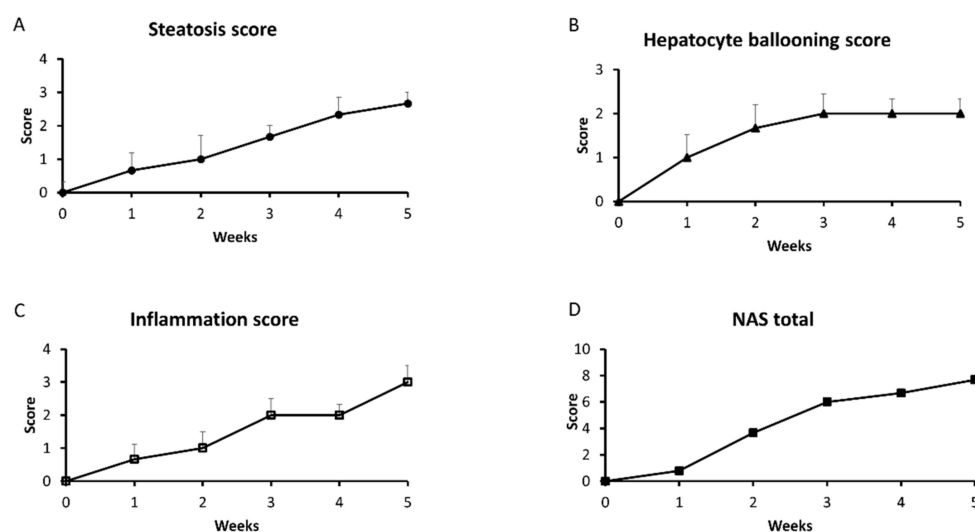 A
Steatosis score
4
3
2
1
0
Score
0 1 2 3 4 5
Weeks
B
Hepatocyte ballooning score
3
2
1
0
Score
0 1 2 3 4 5
Weeks
C
Inflammation score
4
3
2
1
0
Score
0 1 2 3 4 5
Weeks
D
NAS total
10
8
6
4
2
0
Score
0 1 2 3 4 5
Weeks